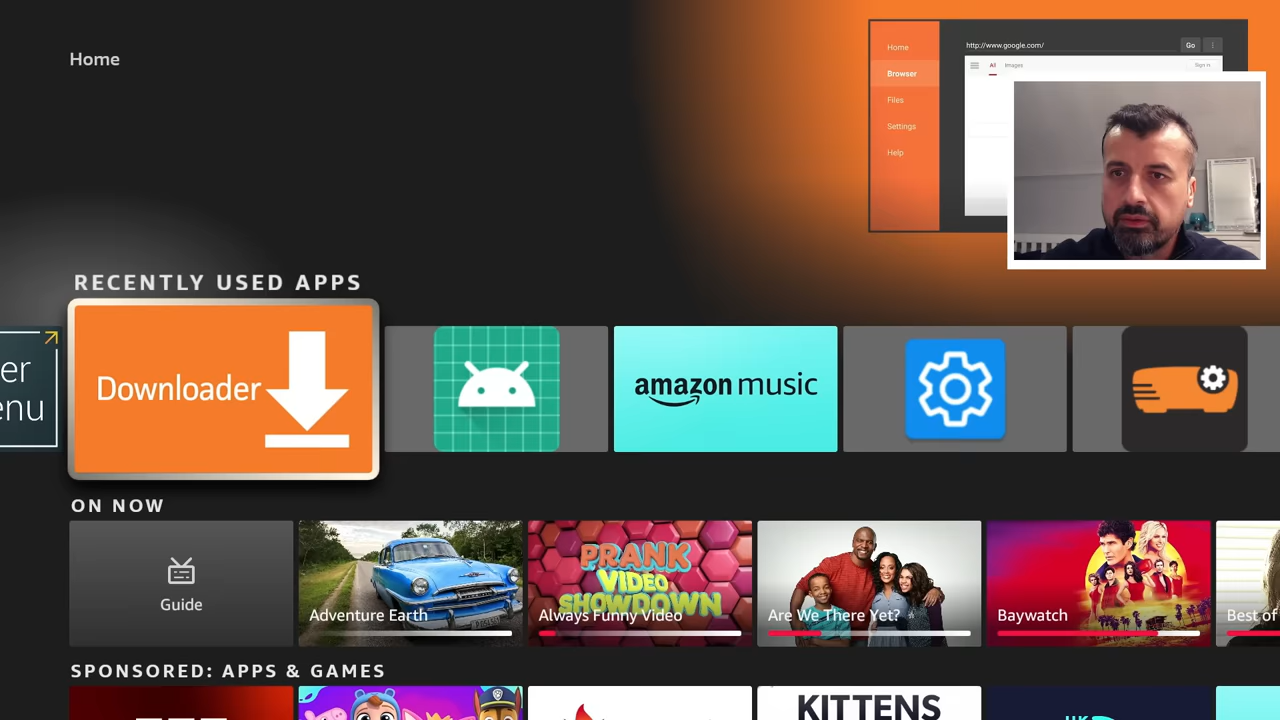 Home
Home
http://www.google.com/
Go
Browser
All
Images
Sign in
Files
Settings
Help
RECENTLY USED APPS
er
enu
Downloader
amazon music
ON NOW
Guide
Adventure Earth
PRANK
VIDEO
SHOWDOWN
Always Funny Video
Are We There Yet?
Baywatch
Best of
SPONSORED: APPS & GAMES
KITTENS
UK